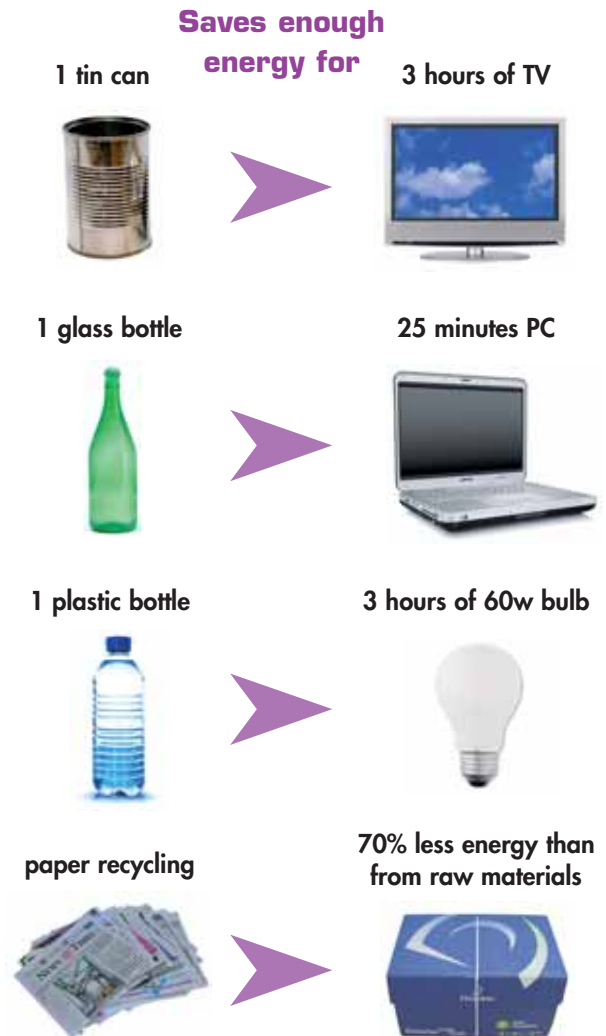 Saves enough
energy for
1 tin can
3 hours of TV
1 glass bottle
25 minutes PC
1 plastic bottle
3 hours of 60w bulb
paper recycling
70% less energy than
from raw materials